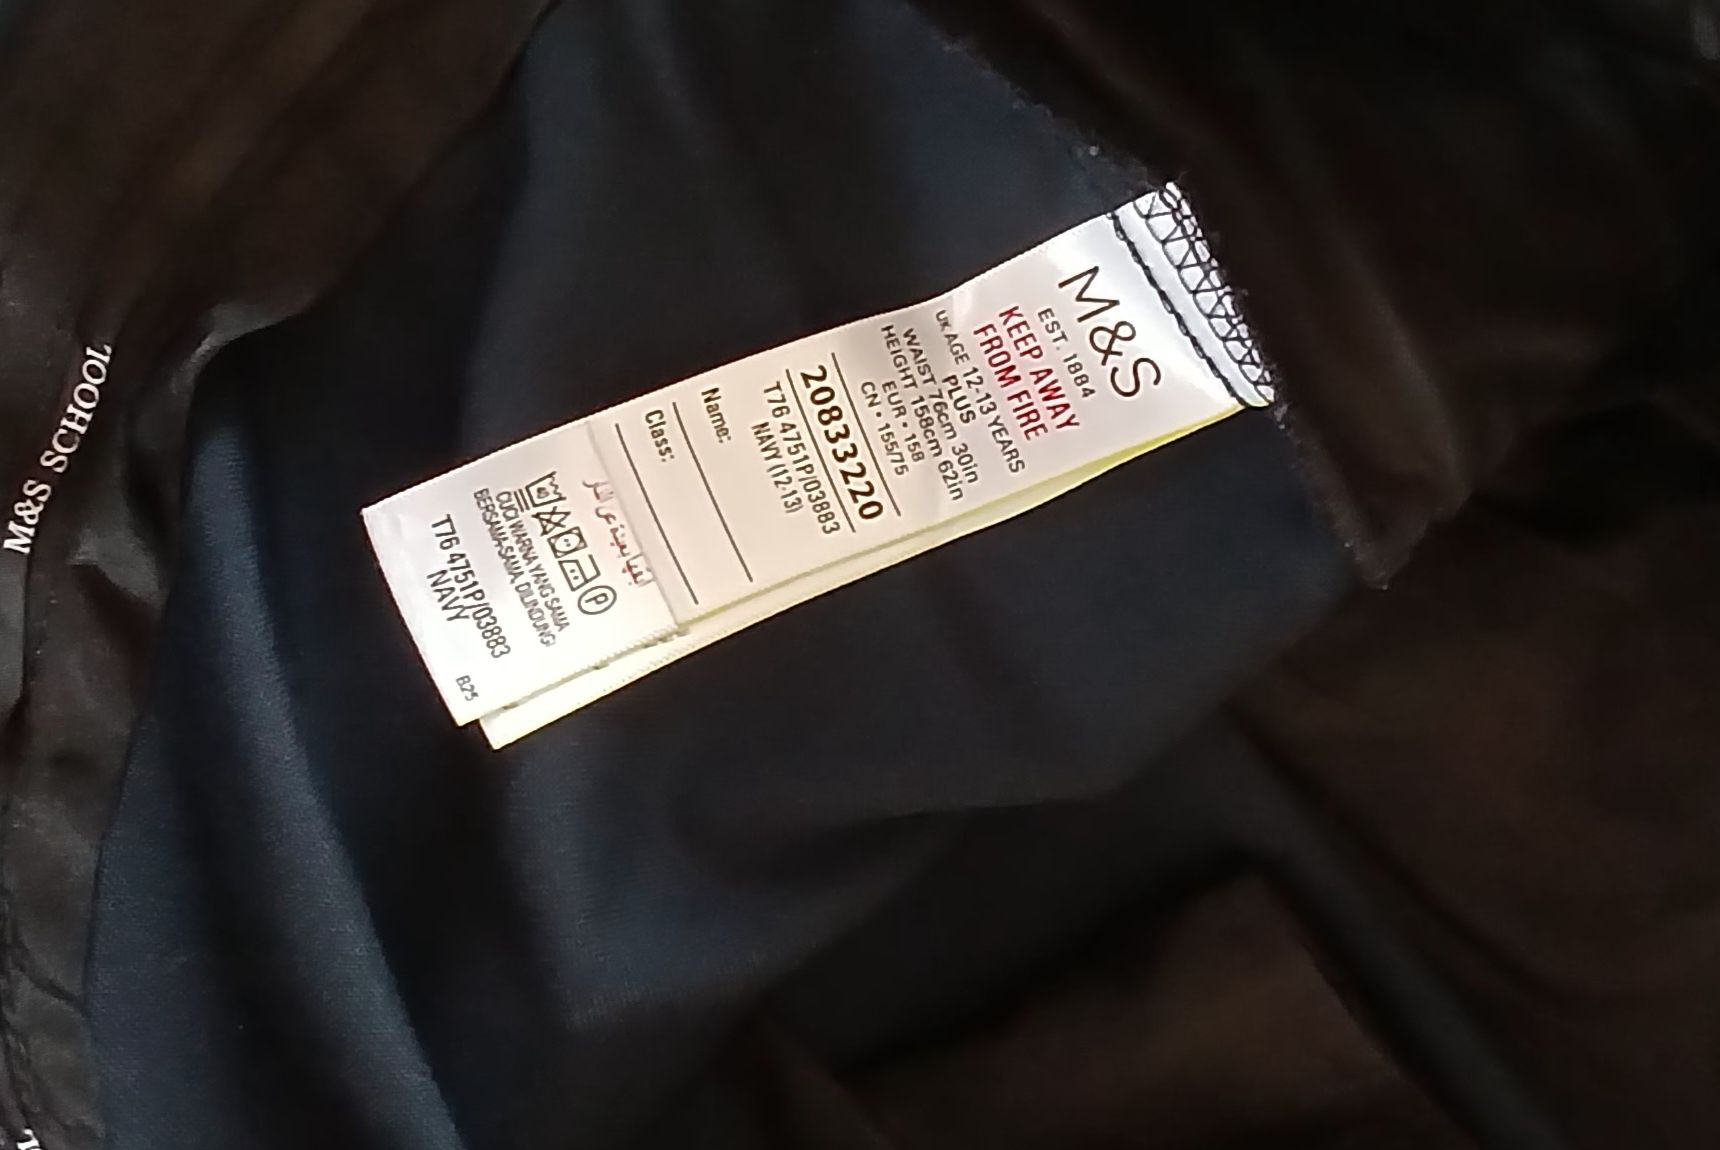 M&S SCHOOL
M&S
EST. 1884
KEEP AWAY
FROM FIRE
UK AGE 12-13 YEARS
PLUS
WAIST 76cm 30in
HEIGHT 158cm 62in
EUR • 158
CN • 155/75
20833220
T76 4751P/03883
NAVY (12-13)
Name:
Class:
40
P
CUCI WARNA YANG SAMA
BERSAMA-SAMA, DILINDUNGI
T76 4751P/03883
NAVY
B25